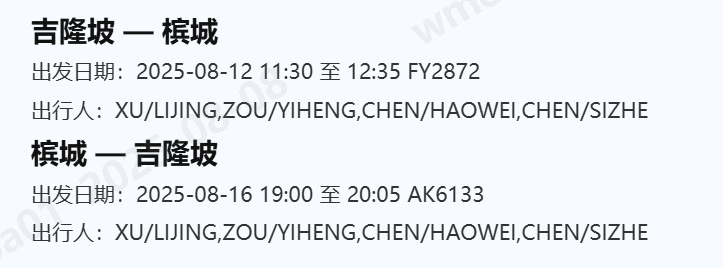 吉隆坡 — 槟城
出发日期：2025-08-12 11:30 至 12:35 FY2872
出行人：XU/LIJING,ZOU/YIHENG,CHEN/HAOWEI,CHEN/SIZHE
槟城 — 吉隆坡
出发日期：2025-08-16 19:00 至 20:05 AK6133
出行人：XU/LIJING,ZOU/YIHENG,CHEN/HAOWEI,CHEN/SIZHE